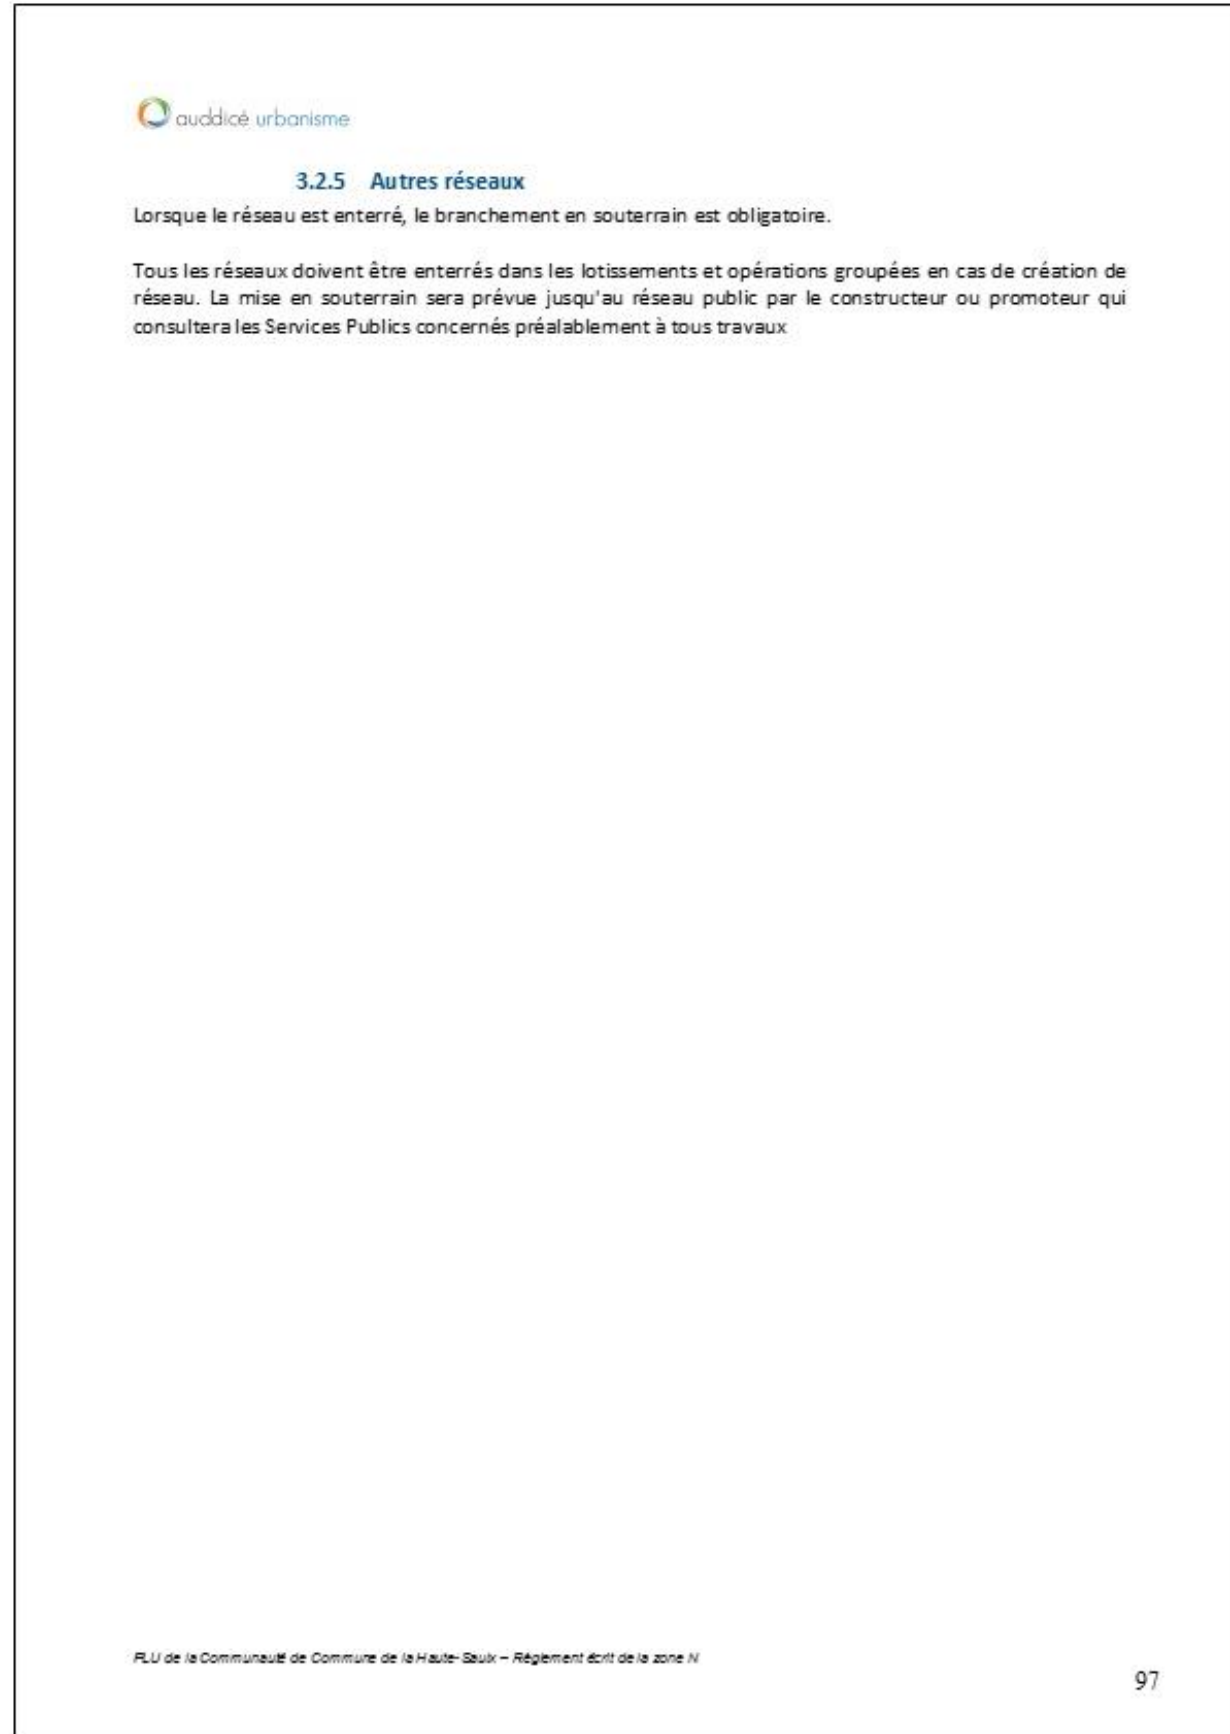 auddicé urbanisme
3.2.5 Autres réseaux
Lorsque le réseau est enterré, le branchement en souterrain est obligatoire.
Tous les réseaux doivent être enterrés dans les lotissements et opérations groupées en cas de création de
réseau. La mise en souterrain sera prévue jusqu'au réseau public par le constructeur ou promoteur qui
consultera les Services Publics concernés préalablement à tous travaux
PLU de la Communauté de Commune de la Haute-Saulx – Règlement écrit de la zone N
97